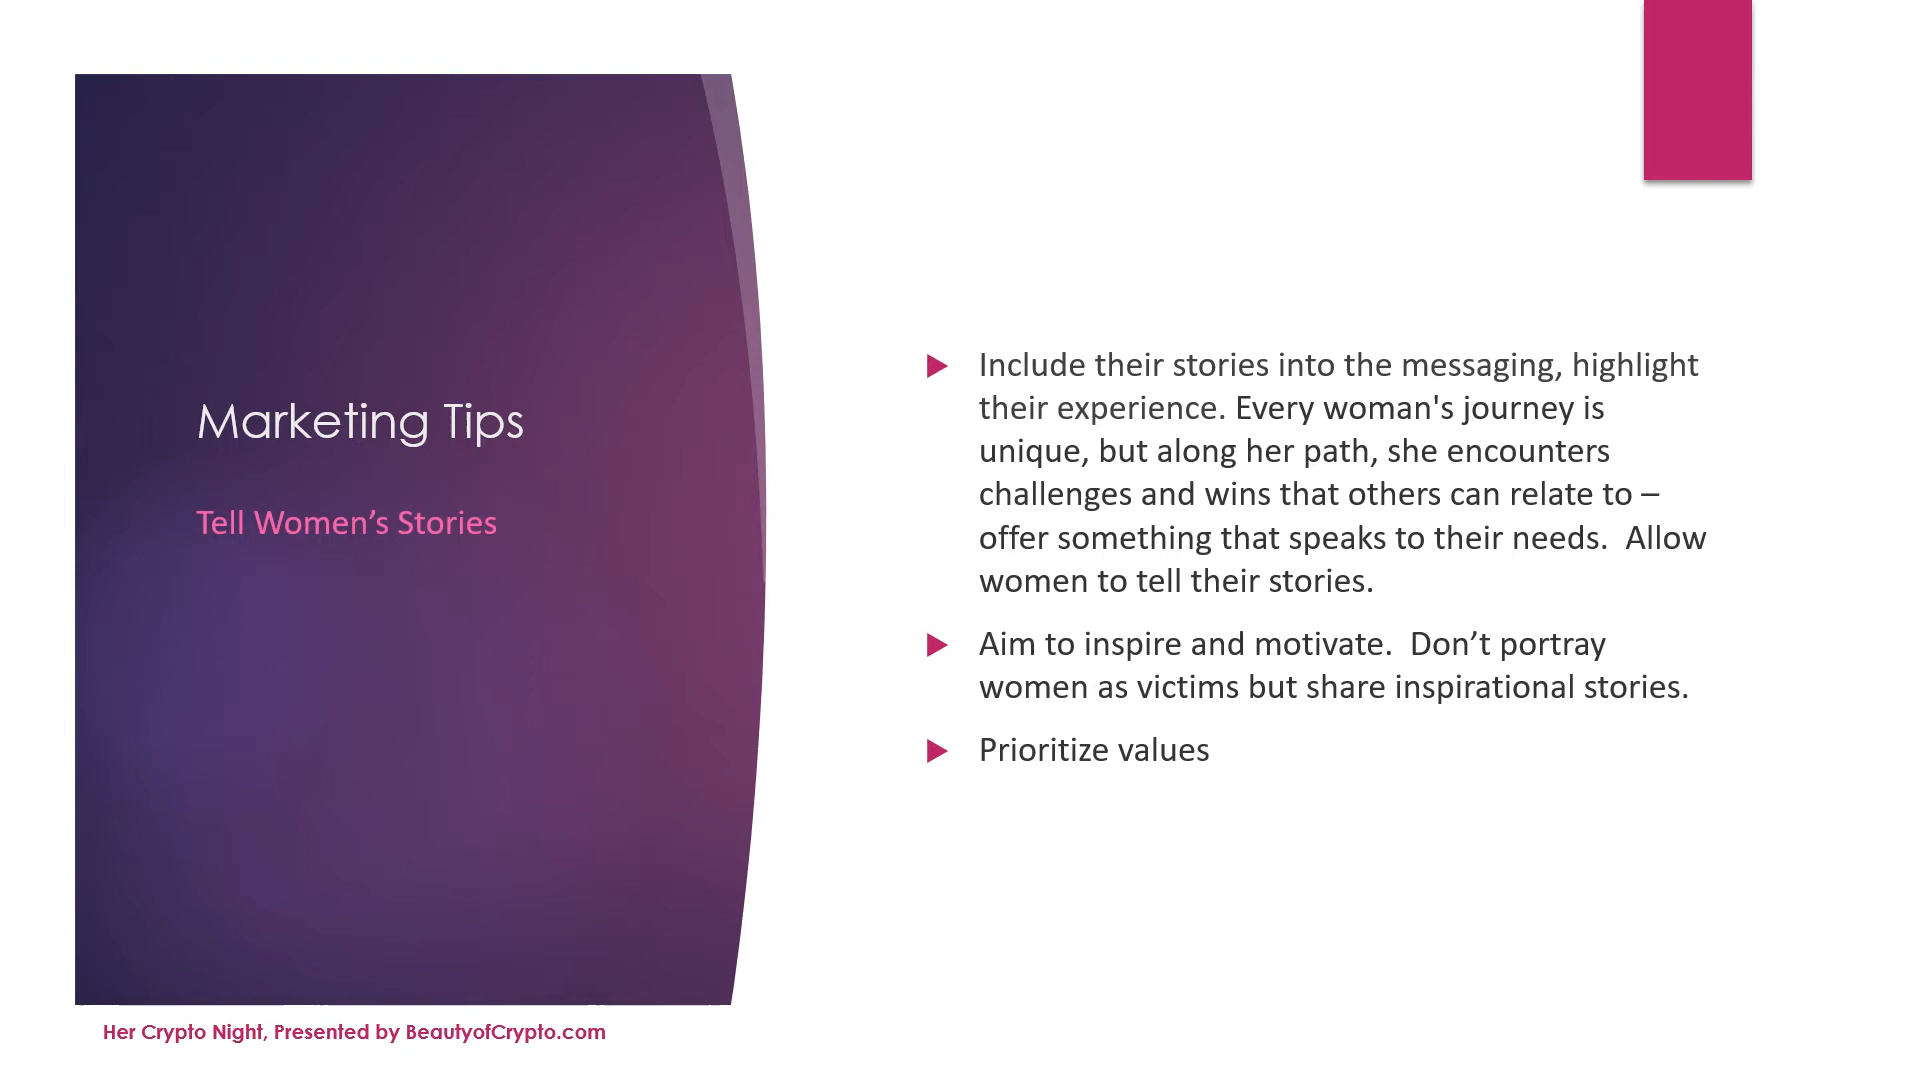 Marketing Tips
Tell Women’s Stories
Include their stories into the messaging, highlight
their experience. Every woman's journey is
unique, but along her path, she encounters
challenges and wins that others can relate to –
offer something that speaks to their needs.  Allow
women to tell their stories.
Aim to inspire and motivate.  Don’t portray
women as victims but share inspirational stories.
Prioritize values
Her Crypto Night, Presented by BeautyofCrypto.com